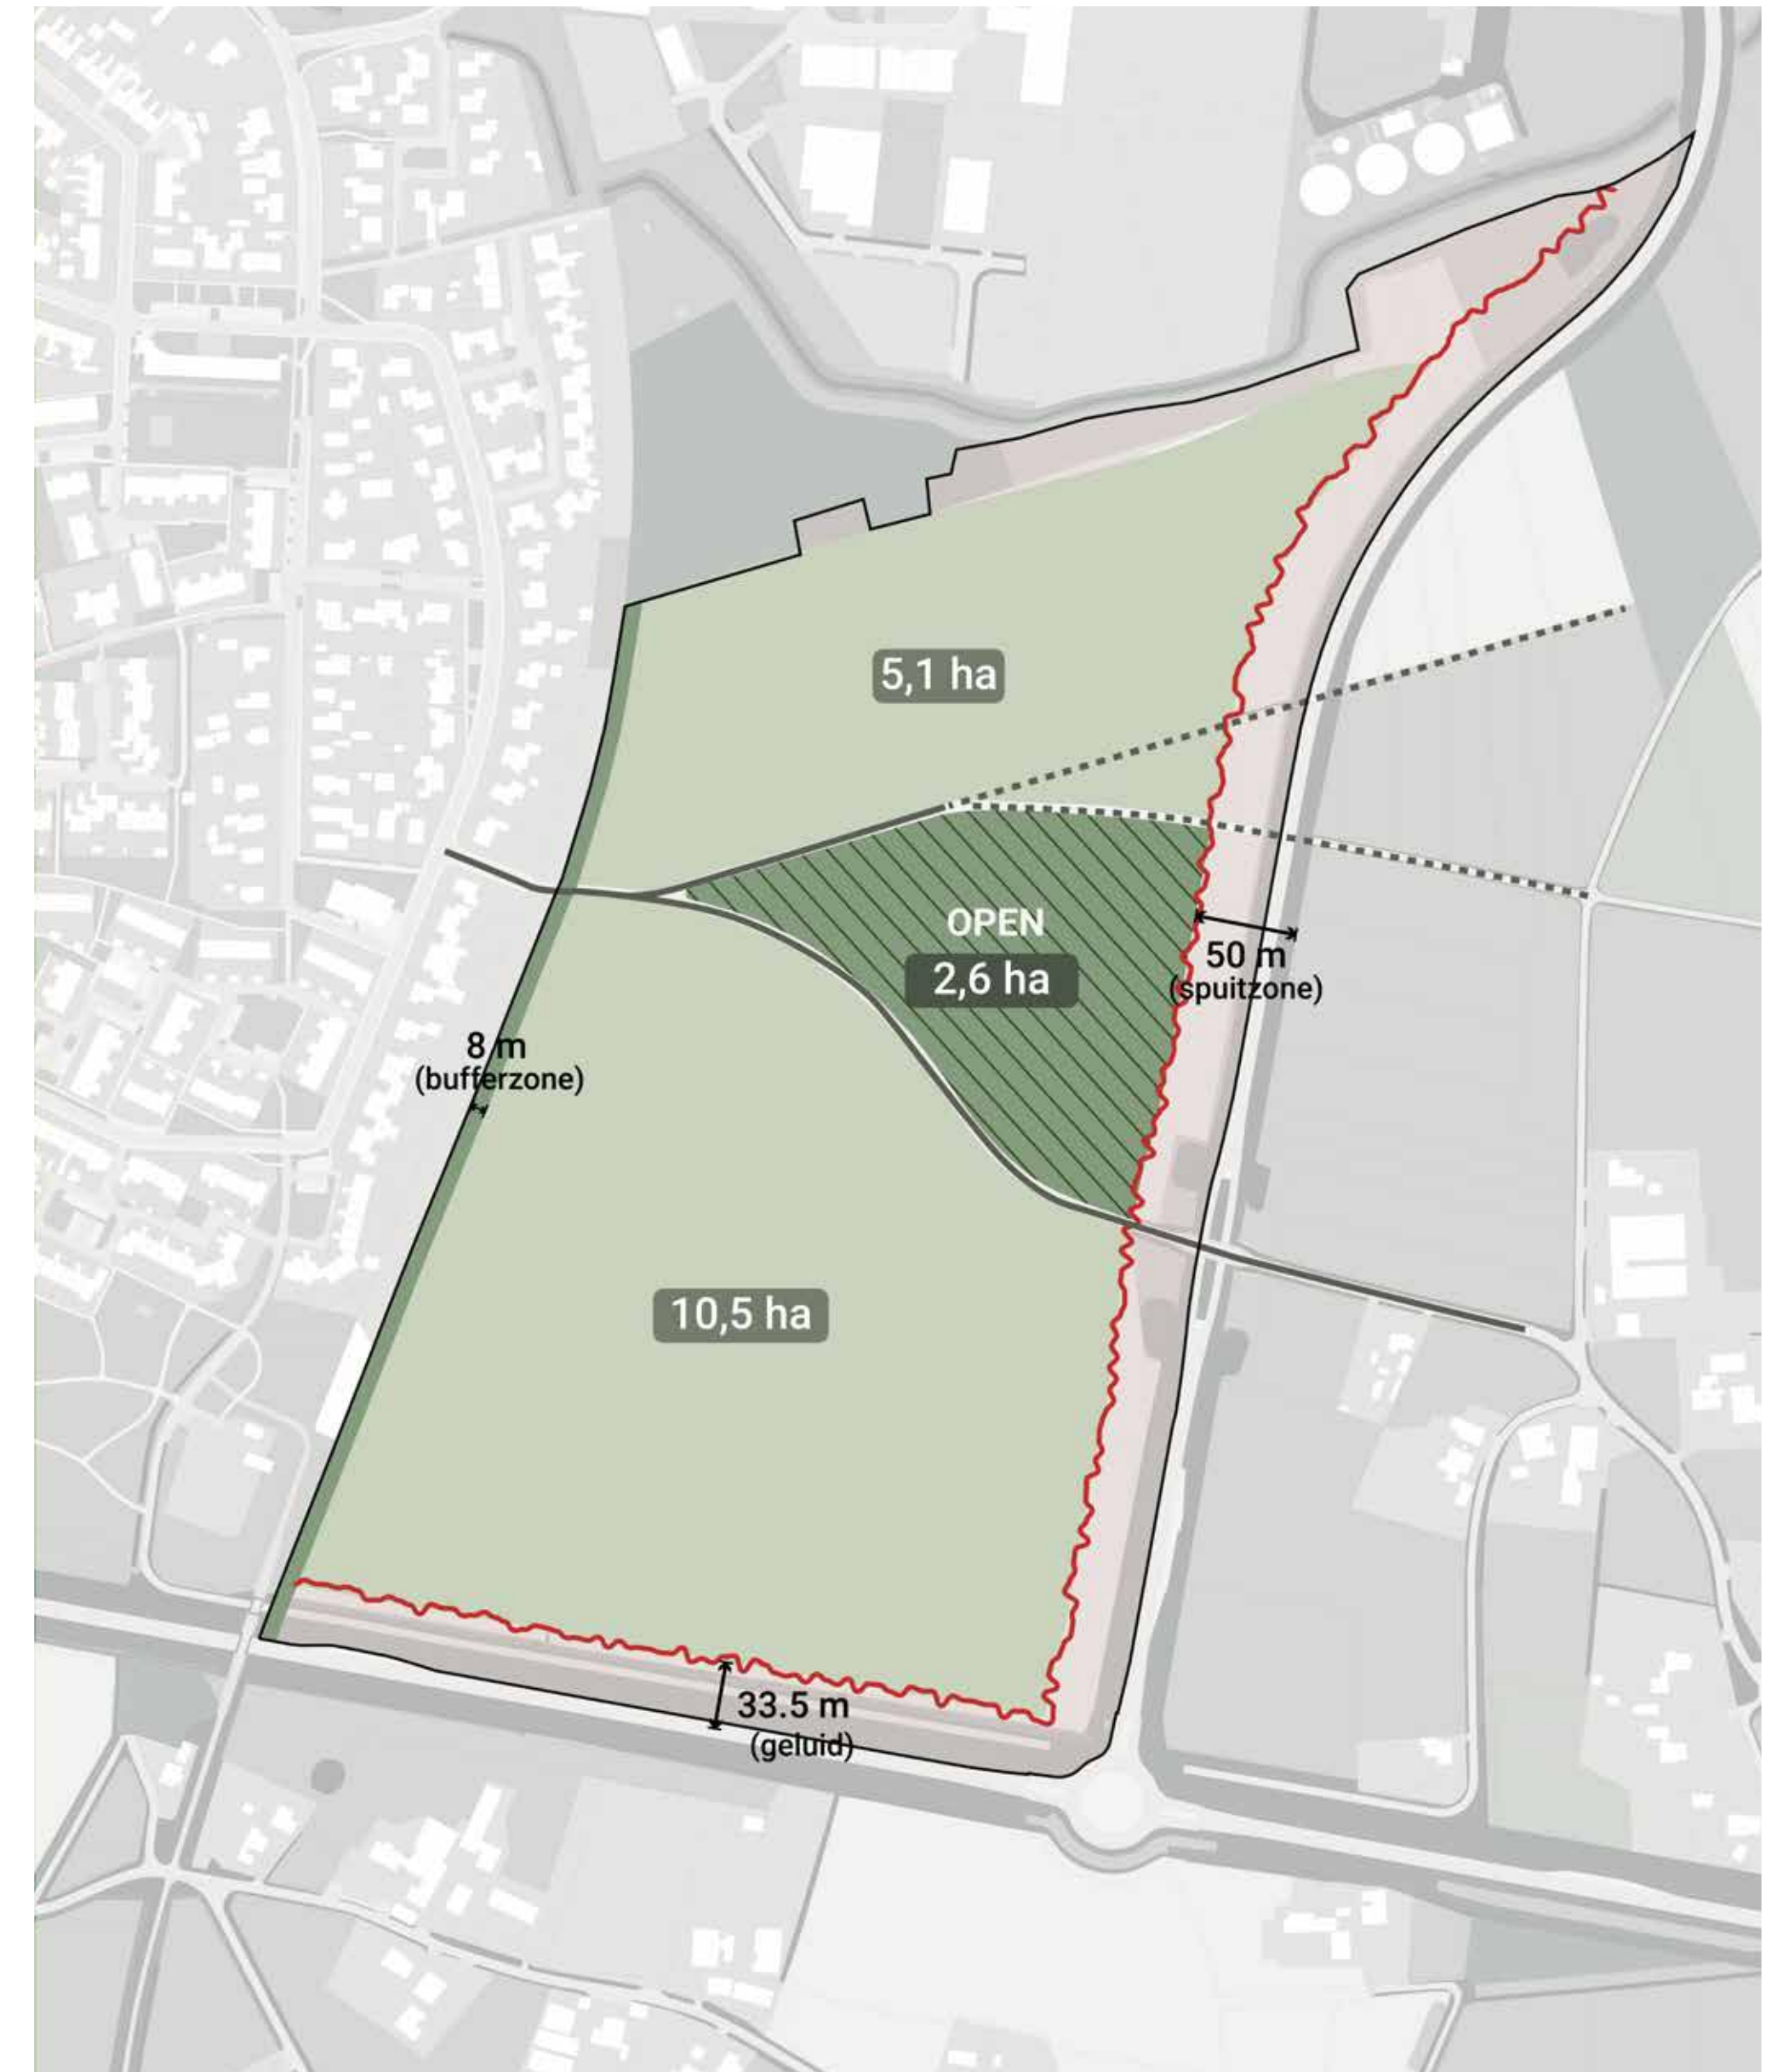 5,1 ha
OPEN
2,6 ha
50 m
(spuitzone)
8 m
(bufferzone)
10,5 ha
33.5 m
(geluid)